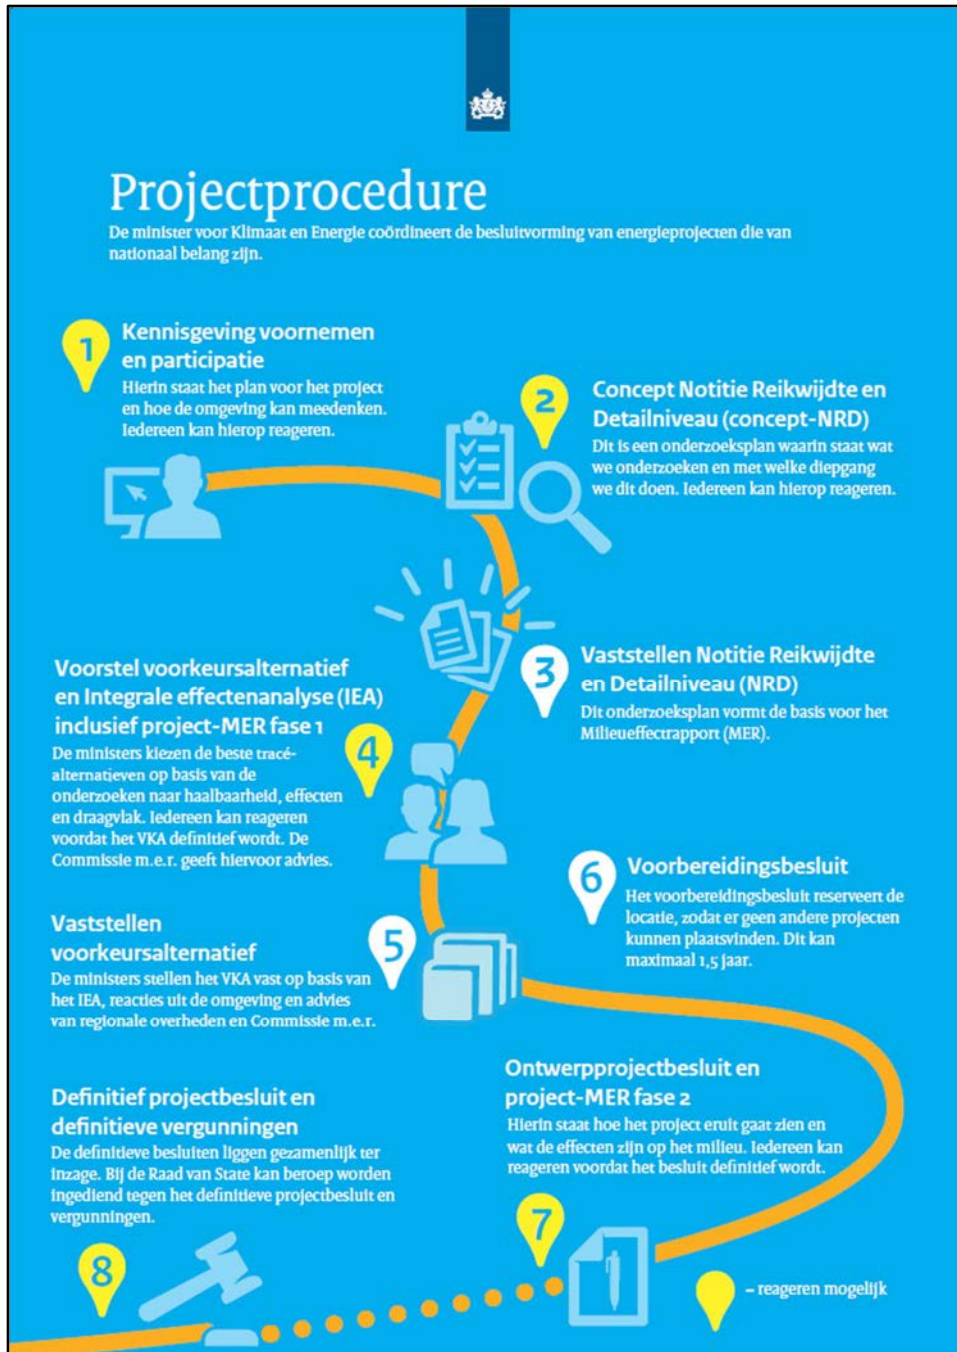 Projectprocedure
De minister voor Klimaat en Energie coördineert de besluitvorming van energieprojecten die van
nationaal belang zijn.
1
Kennisgeving voornemen
en participatie
Hierin staat het plan voor het project
en hoe de omgeving kan meedenken.
Iedereen kan hierop reageren.
2
Concept Notitie Reikwijdte en
Detailniveau (concept-NRD)
Dit is een onderzoeksplan waarin staat wat
we onderzoeken en met welke diepgang
we dit doen. Iedereen kan hierop reageren.
3
Vaststellen Notitie Reikwijdte
en Detailniveau (NRD)
Dit onderzoeksplan vormt de basis voor het
Milieueffectrapport (MER).
Voorstel voorkeursalternatief
en Integrale effectenanalyse (IEA)
inclusief project-MER fase 1
4
De ministers kiezen de beste tracé-
alternatieven op basis van de
onderzoeken naar haalbaarheid, effecten
en draagvlak. Iedereen kan reageren
voordat het VKA definitief wordt. De
Commissie m.e.r. geeft hiervoor advies.
Vaststellen
voorkeursalternatief
5
De ministers stellen het VKA vast op basis van
het IEA, reacties uit de omgeving en advies
van regionale overheden en Commissie m.e.r.
6
Voorbereidingsbesluit
Het voorbereidingsbesluit reserveert de
locatie, zodat er geen andere projecten
kunnen plaatsvinden. Dit kan
maximaal 1,5 jaar.
Ontwerpprojectbesluit en
project-MER fase 2
Hierin staat hoe het project eruit gaat zien en
wat de effecten zijn op het milieu. Iedereen kan
reageren voordat het besluit definitief wordt.
7
Definitief projectbesluit en
definitieve vergunningen
De definitieve besluiten liggen gezamenlijk ter
inzage. Bij de Raad van State kan beroep worden
ingediend tegen het definitieve projectbesluit en
vergunningen.
8
– reageren mogelijk